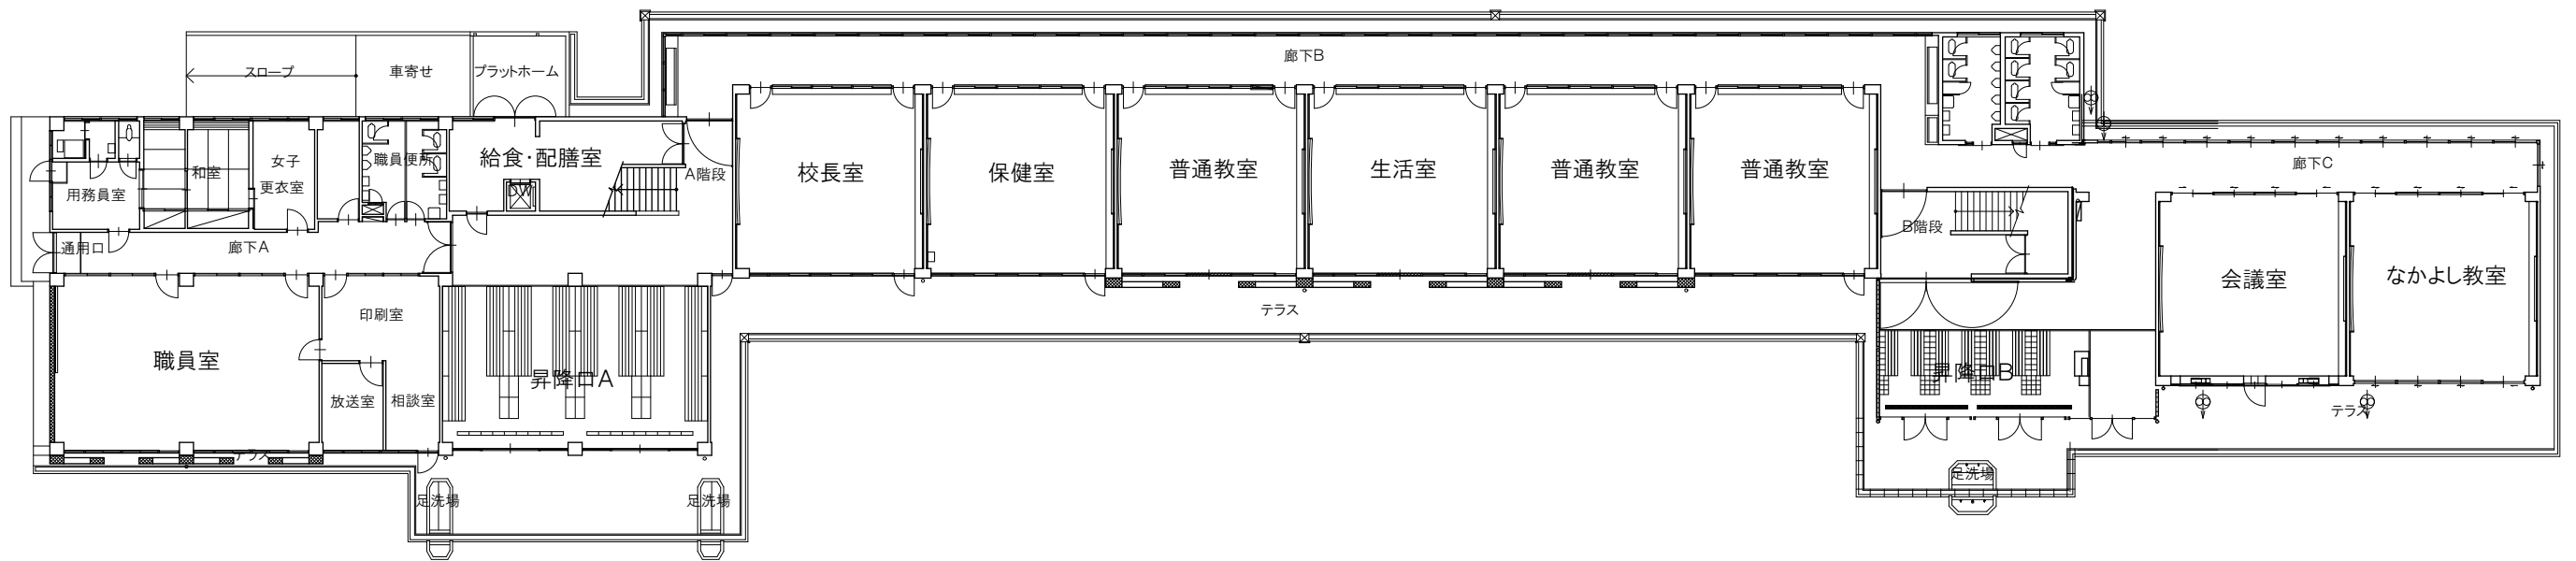 廊下B
スロープ
車寄せ
プラットホーム
給食・配膳室
職員便所
女子
更衣室
和室
用務員室
A階段
校長室
保健室
普通教室
生活室
普通教室
普通教室
廊下C
DW
通用口
廊下A
B階段
会議室
なかよし教室
印刷室
テラス
職員室
昇降口A
昇降口B
放送室
相談室
テラス
テラス
足洗場
足洗場
足洗場